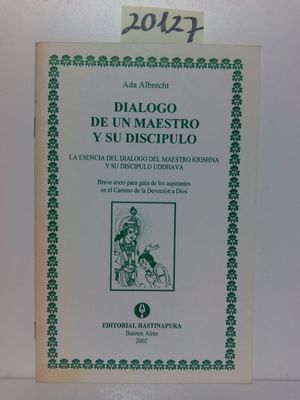 20127
Ada Albrecht
DIALOGO
DE UN MAESTRO
Y SU DISCIPULO
LA ESENCIA DEL DIALOGO DEL MAESTRO KRISHNA
Y SU DISCIPULO UDDHAVA
Breve texto para guía de los aspirantes
en el Camino de la Devoción a Dios
EDITORIAL HASTINAPURA
Buenos Aires
2002